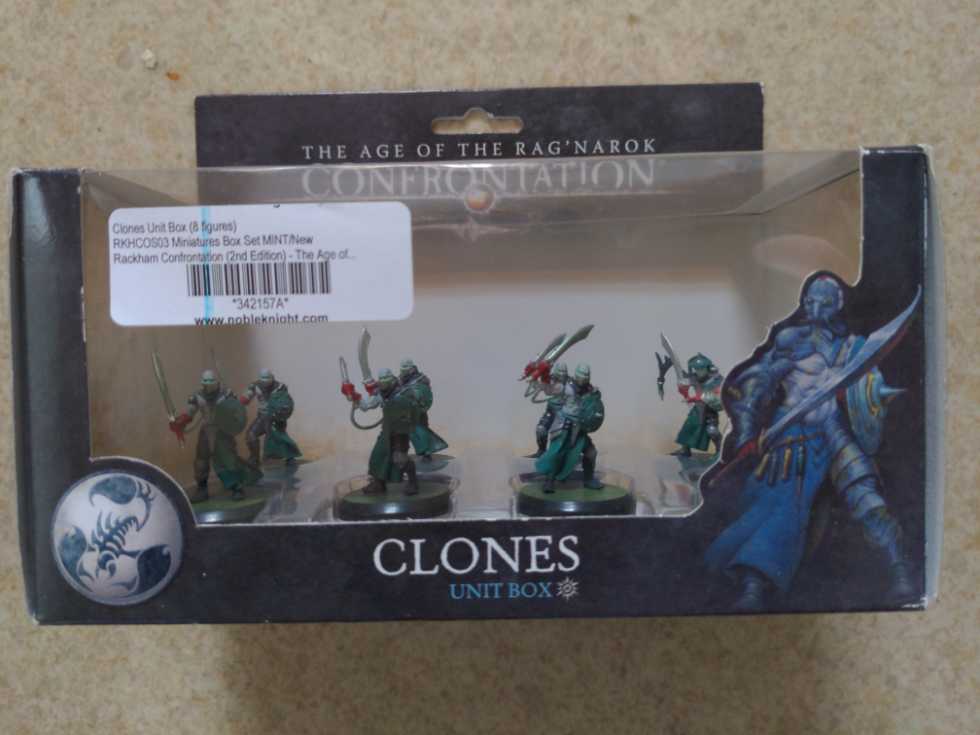 THE AGE OF THE RAG'NAROK
CONFRONTATION
Clones Unit Box (8 figures)
RKHCOS03 Miniatures Box Set MINT/New
Rackham Confrontation (2nd Edition) - The Age of...
*342157A*
www.nobleknight.com
CLONES
UNIT BOX